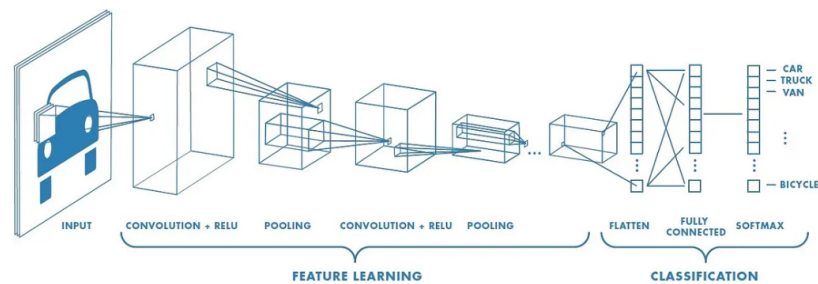 CAR
TRUCK
VAN
BICYCLE
INPUT
CONVOLUTION + RELU
POOLING
CONVOLUTION + RELU
POOLING
FLATTEN
FULLY
CONNECTED
SOFTMAX
FEATURE LEARNING
CLASSIFICATION